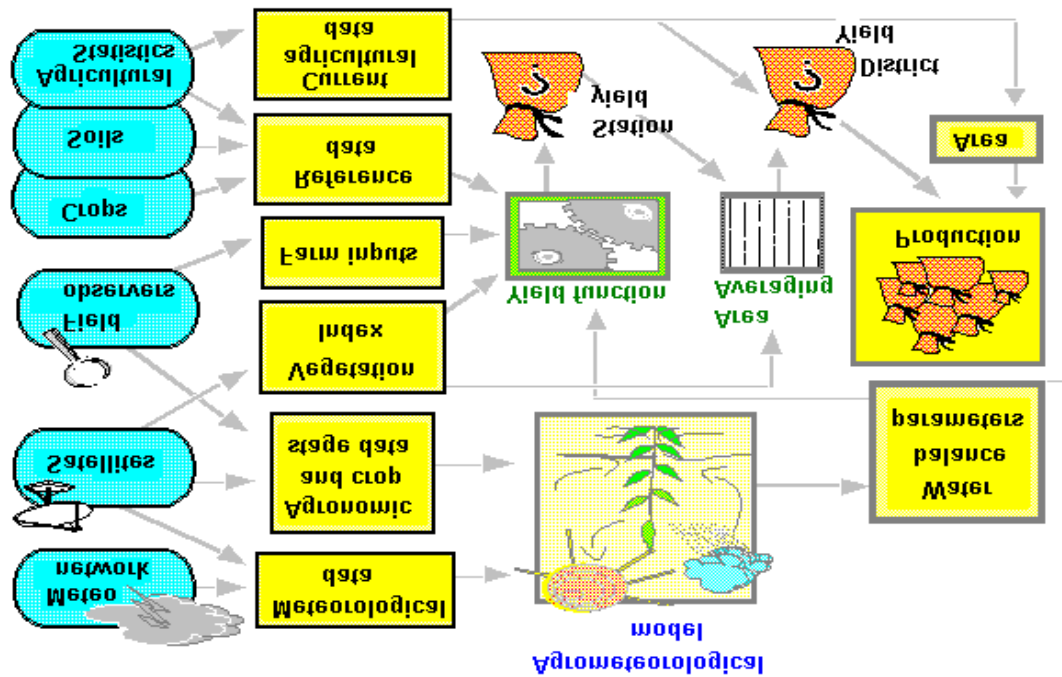 Agrometeorological
model
Meteo
network
Meteorological
data
Satellites
Agronomic
and crop
stage data
Water
balance
parameters
Field
observers
Vegetation
Index
Area
Averaging
Yield function
Farm inputs
Production
Crops
Reference
data
Soils
Area
Station
yield
District
Yield
Agricultural
Statistics
Current
agricultural
data
?
?